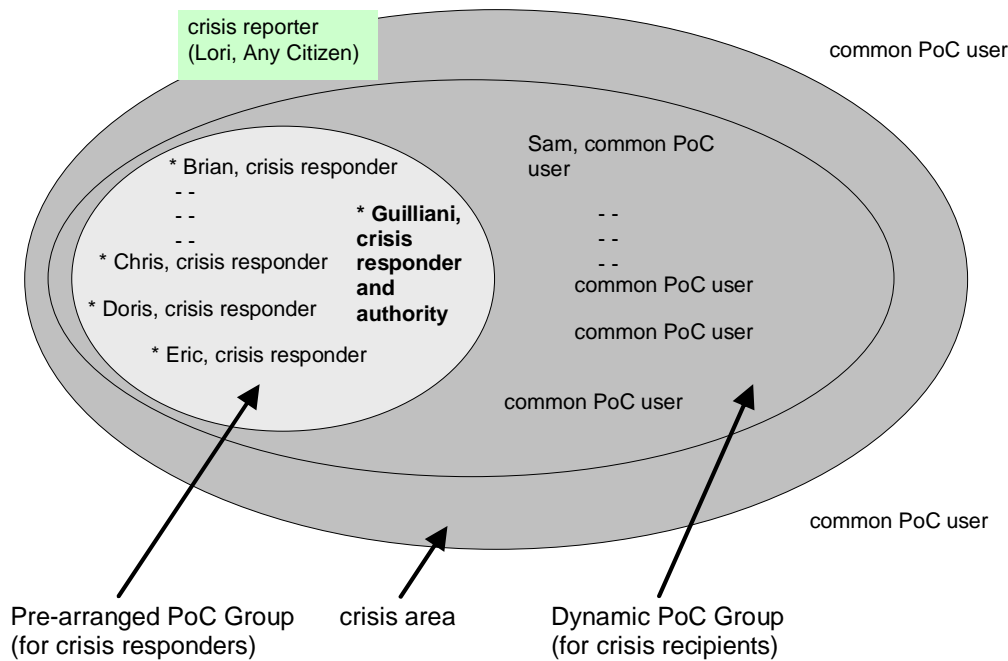 crisis reporter
(Lori, Any Citizen)
common PoC user
Sam, common PoC
user
* Brian, crisis responder
- -
- -
- -
* Guilliani,
crisis
responder
and
authority
- -
- -
- -
* Chris, crisis responder
common PoC user
* Doris, crisis responder
common PoC user
* Eric, crisis responder
common PoC user
common PoC user
Pre-arranged PoC Group
(for crisis responders)
crisis area
Dynamic PoC Group
(for crisis recipients)